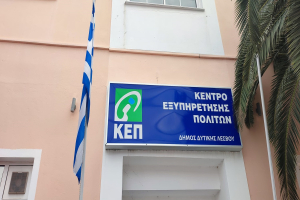 ΚΕΠ
ΚΕΝΤΡΟ
ΕΞΥΠΗΡΕΤΗΣΗΣ
ΠΟΛΙΤΩΝ
ΔΗΜΟΣ ΔΥΤΙΚΗΣ ΛΕΣΒΟΥ